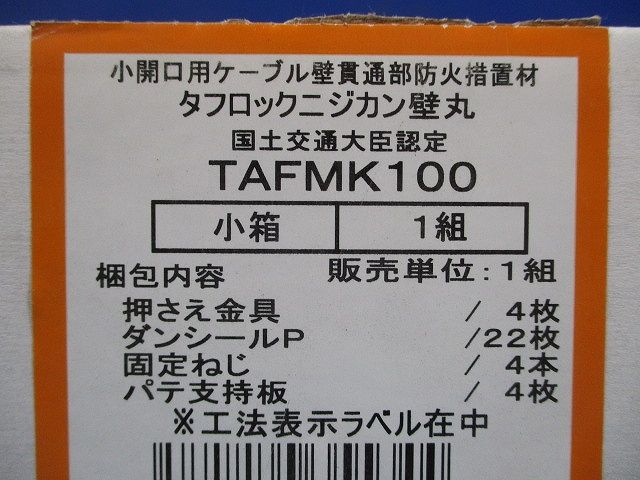 小開口用ケーブル壁貫通部防火措置材
タフロックニジカン壁丸
国土交通大臣認定
TAFMK100
小箱 1組
梱包内容 販売単位:1組
押さえ金具 / 4枚
ダンシールP /22枚
固定ねじ / 4本
パテ支持板 / 4枚
※工法表示ラベル在中